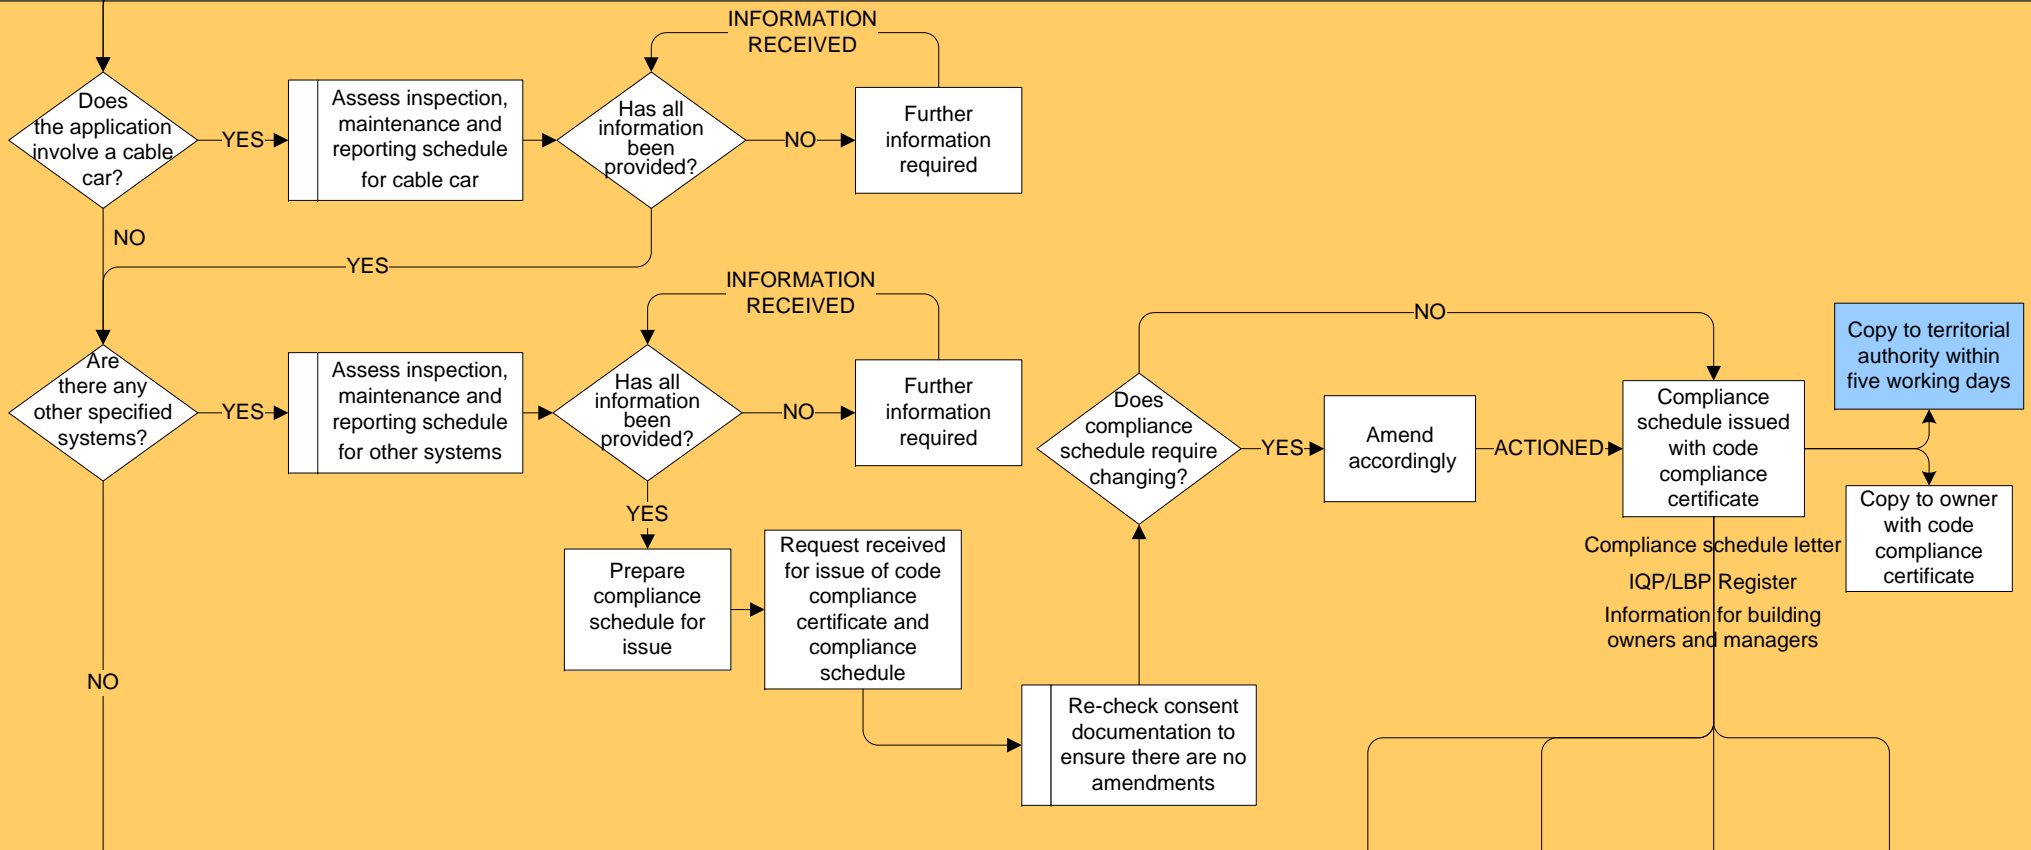 INFORMATION
RECEIVED
Does
the application
involve a cable
car?
YES
Assess inspection,
maintenance and
reporting schedule
for cable car
Has all
information
been
provided?
NO
Further
information
required
NO
YES
INFORMATION
RECEIVED
Are
there any
other specified
systems?
YES
Assess inspection,
maintenance and
reporting schedule
for other systems
Has all
information
been
provided?
NO
Further
information
required
YES
Prepare
compliance
schedule for
issue
Request received
for issue of code
compliance
certificate and
compliance
schedule
Re-check consent
documentation to
ensure there are no
amendments
Does
compliance
schedule require
changing?
NO
YES
Amend
accordingly
ACTIONED
Compliance
schedule issued
with code
compliance
certificate
Copy to territorial
authority within
five working days
Copy to owner
with code
compliance
certificate
Compliance schedule letter
IQP/LBP Register
Information for building
owners and managers
NO